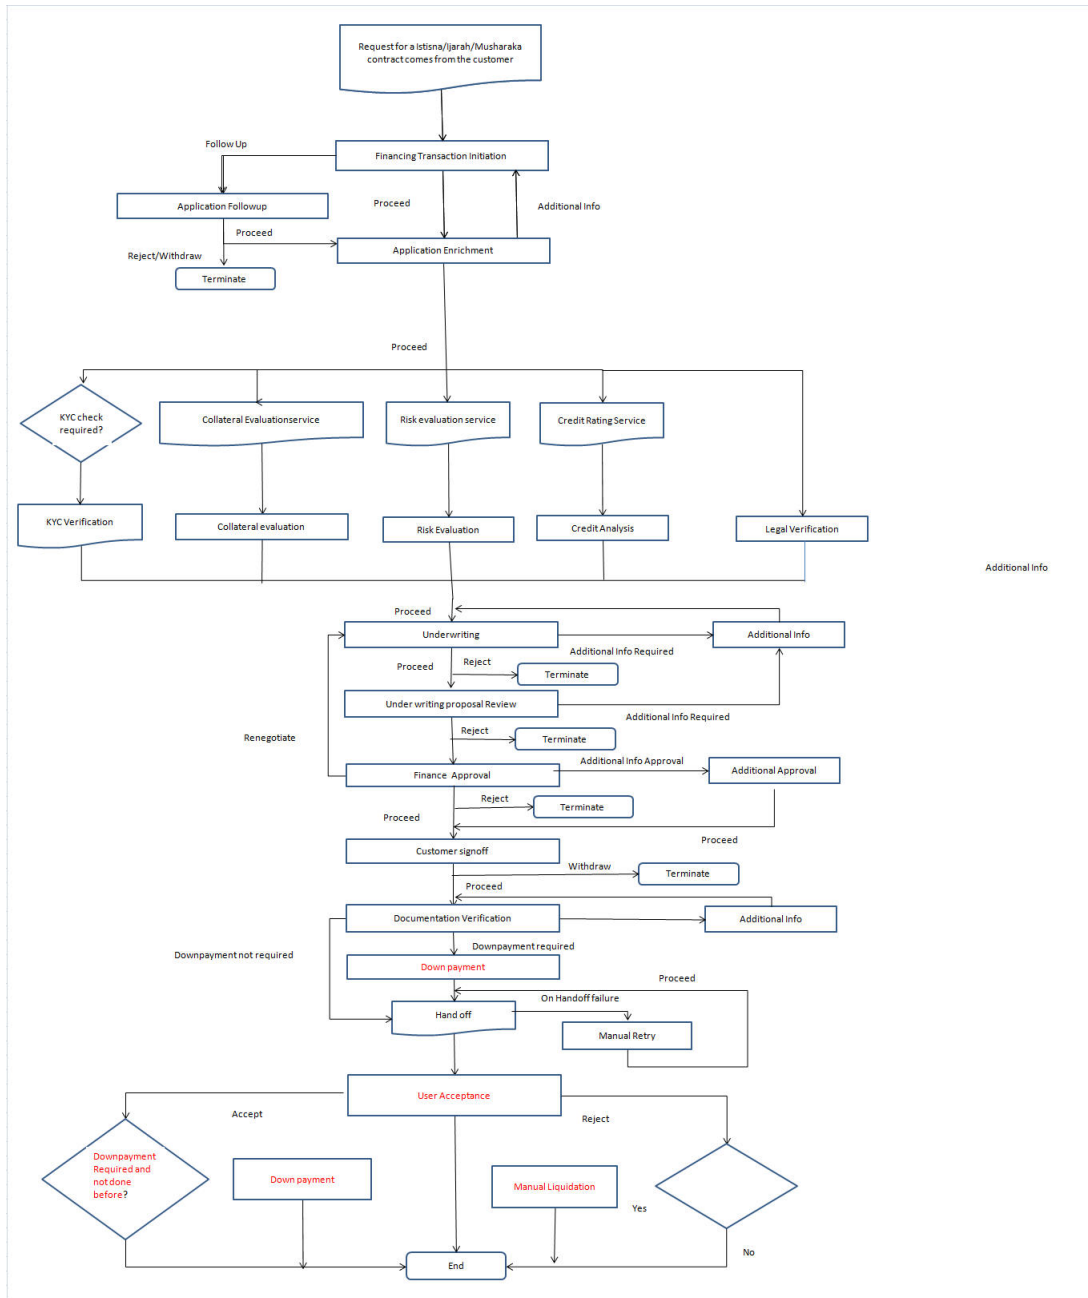 Request for a Istisna/Ijarah/Musharaka
contract comes from the customer
Follow Up
Financing Transaction Initiation
Proceed
Additional Info
Application Followup
Proceed
Application Enrichment
Reject/Withdraw
Terminate
Proceed
KYC check
required?
Collateral Evaluationservice
Risk evaluation service
Credit Rating Service
KYC Verification
Collateral evaluation
Risk Evaluation
Credit Analysis
Legal Verification
Additional Info
Proceed
Underwriting
Additional Info
Additional Info Required
Proceed
Reject
Terminate
Under writing proposal Review
Additional Info Required
Reject
Terminate
Renegotiate
Additional Info Approval
Finance Approval
Additional Approval
Reject
Terminate
Proceed
Proceed
Customer signoff
Withdraw
Terminate
Proceed
Documentation Verification
Additional Info
Downpayment required
Downpayment not required
Down payment
Proceed
On Handoff failure
Hand off
Manual Retry
User Acceptance
Accept
Reject
Downpayment
Required and
not done
before?
Down payment
Manual Liquidation
Yes
No
End